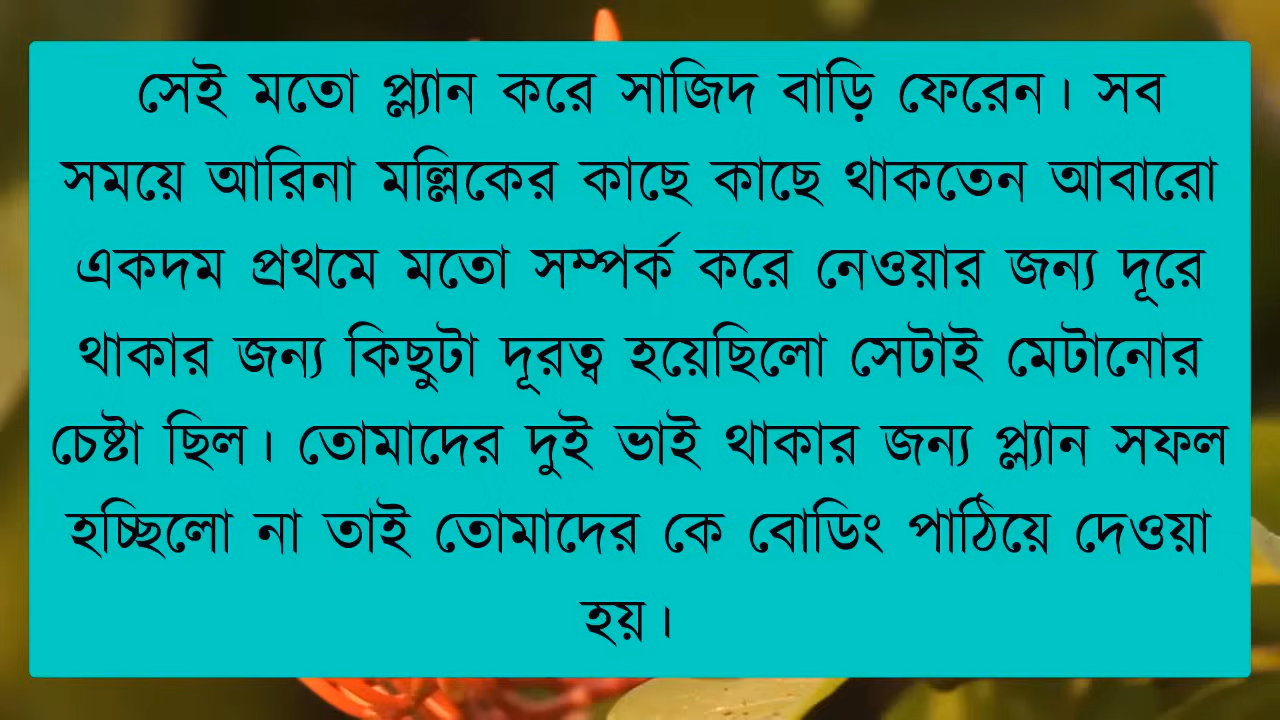 সেই মতো প্ল্যান করে সাজিদ বাড়ি ফেরেন। সব
সময়ে আরিনা মল্লিকের কাছে কাছে থাকতেন আবারো
একদম প্রথমে মতো সম্পর্ক করে নেওয়ার জন্য দূরে
থাকার জন্য কিছুটা দূরত্ব হয়েছিলো সেটাই মেটানোর
চেষ্টা ছিল। তোমাদের দুই ভাই থাকার জন্য প্ল্যান সফল
হচ্ছিলো না তাই তোমাদের কে বোডিং পাঠিয়ে দেওয়া
হয়।